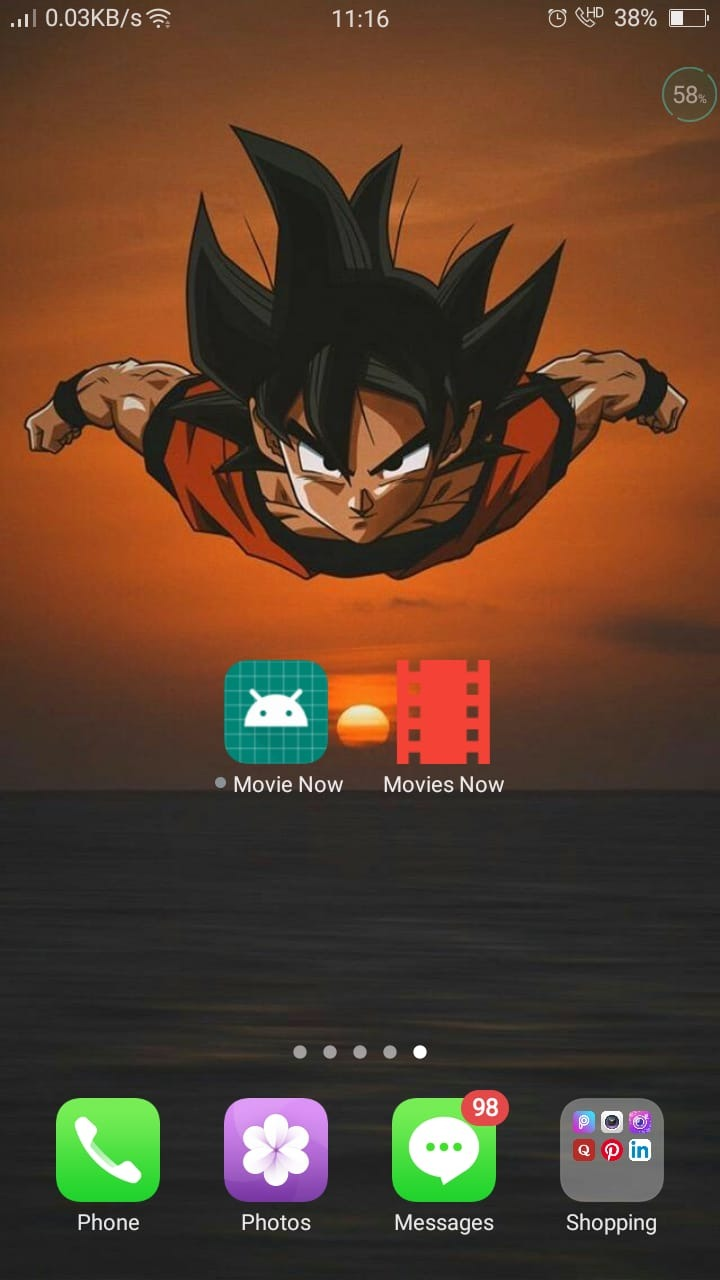 0.03KB/s 11:16 HD 38%
58%
Movie Now Movies Now
98
Phone Photos Messages Shopping